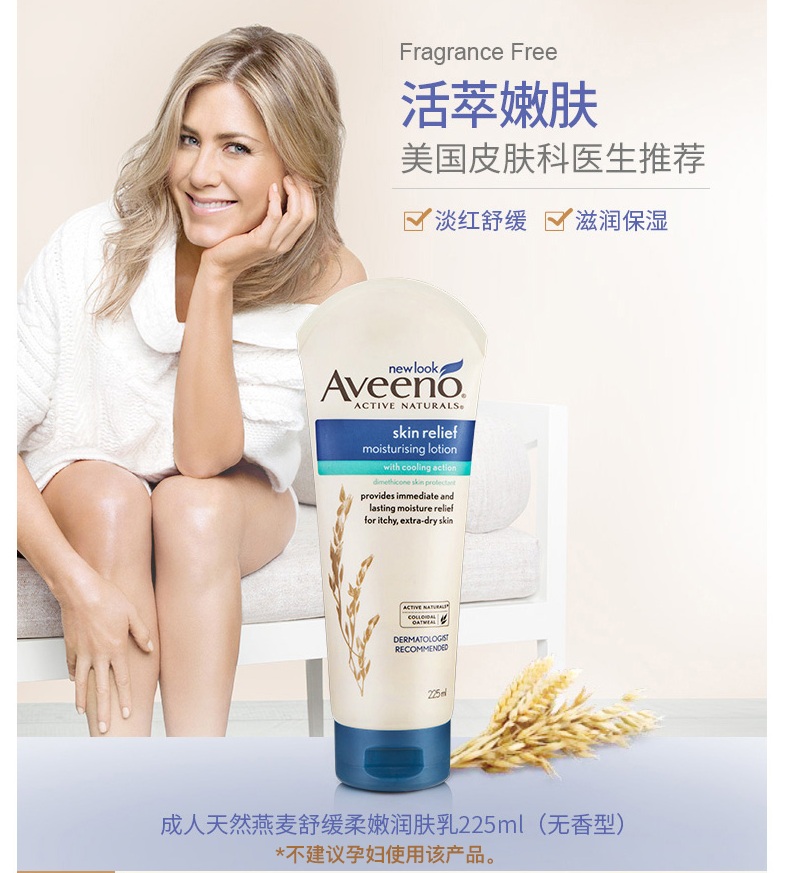 Fragrance Free
活萃嫩肤
美国皮肤科医生推荐
淡红舒缓 滋润保湿
new look
Aveeno®
ACTIVE NATURALS®
skin relief
moisturising lotion
with cooling action
dimethicone skin protectant
provides immediate and
lasting moisture relief
for itchy, extra-dry skin
ACTIVE NATURALS®
COLLOIDAL
OATMEAL
DERMATOLOGIST
RECOMMENDED
225ml
成人天然燕麦舒缓柔嫩润肤乳225ml（无香型）
*不建议孕妇使用该产品。